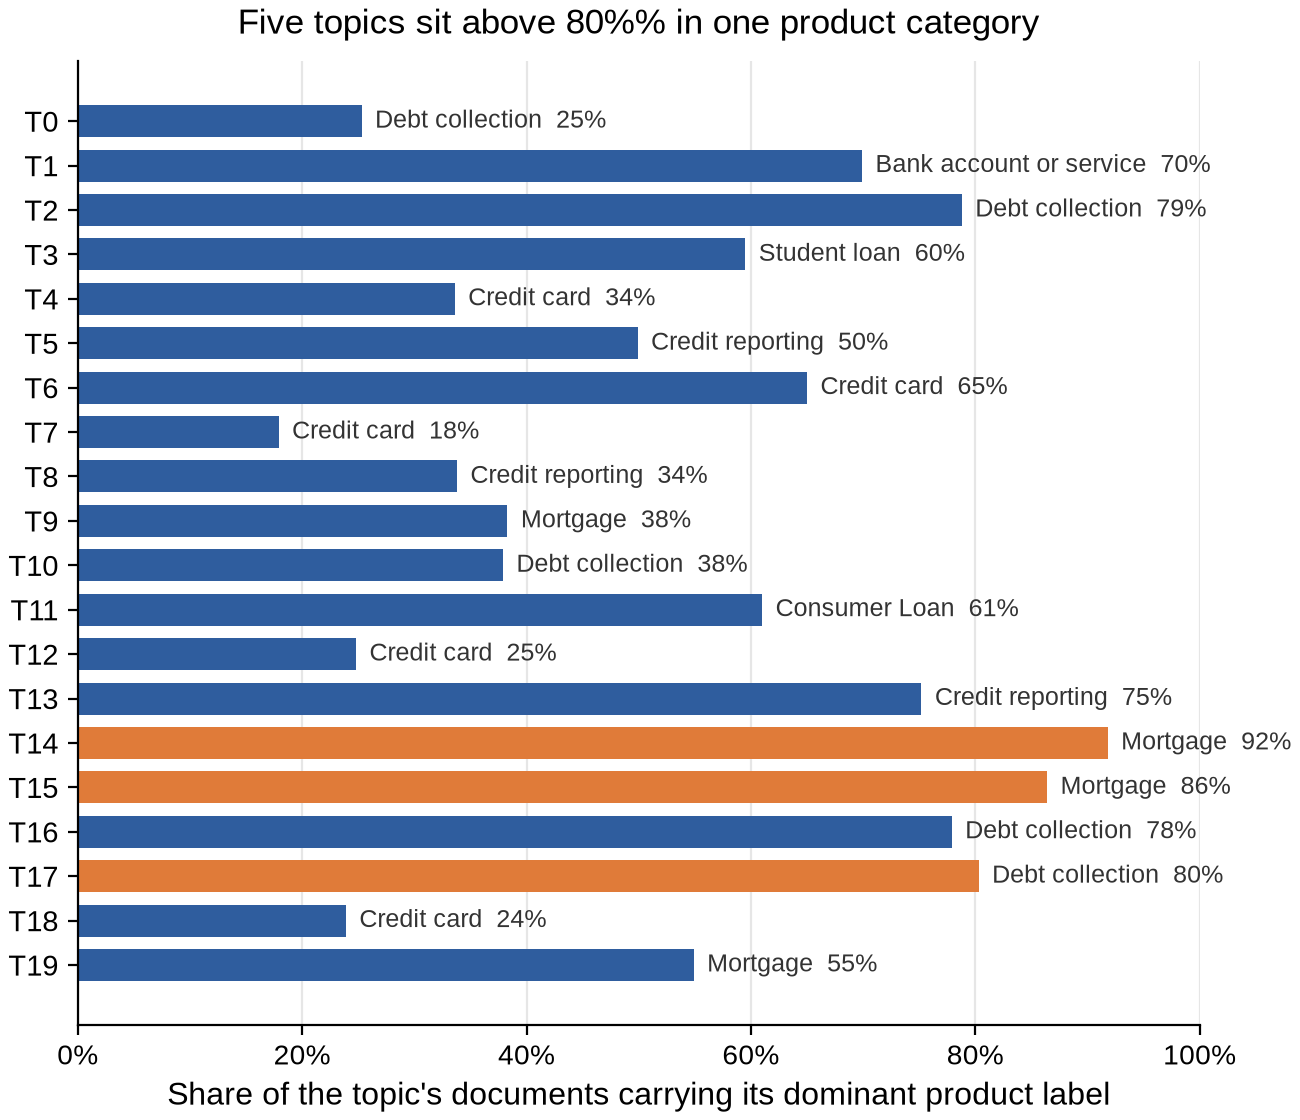 Five topics sit above 80%% in one product category
T0 Debt collection 25%
T1 Bank account or service 70%
T2 Debt collection 79%
T3 Student loan 60%
T4 Credit card 34%
T5 Credit reporting 50%
T6 Credit card 65%
T7 Credit card 18%
T8 Credit reporting 34%
T9 Mortgage 38%
T10 Debt collection 38%
T11 Consumer Loan 61%
T12 Credit card 25%
T13 Credit reporting 75%
T14 Mortgage 92%
T15 Mortgage 86%
T16 Debt collection 78%
T17 Debt collection 80%
T18 Credit card 24%
T19 Mortgage 55%
0% 20% 40% 60% 80% 100%
Share of the topic's documents carrying its dominant product label